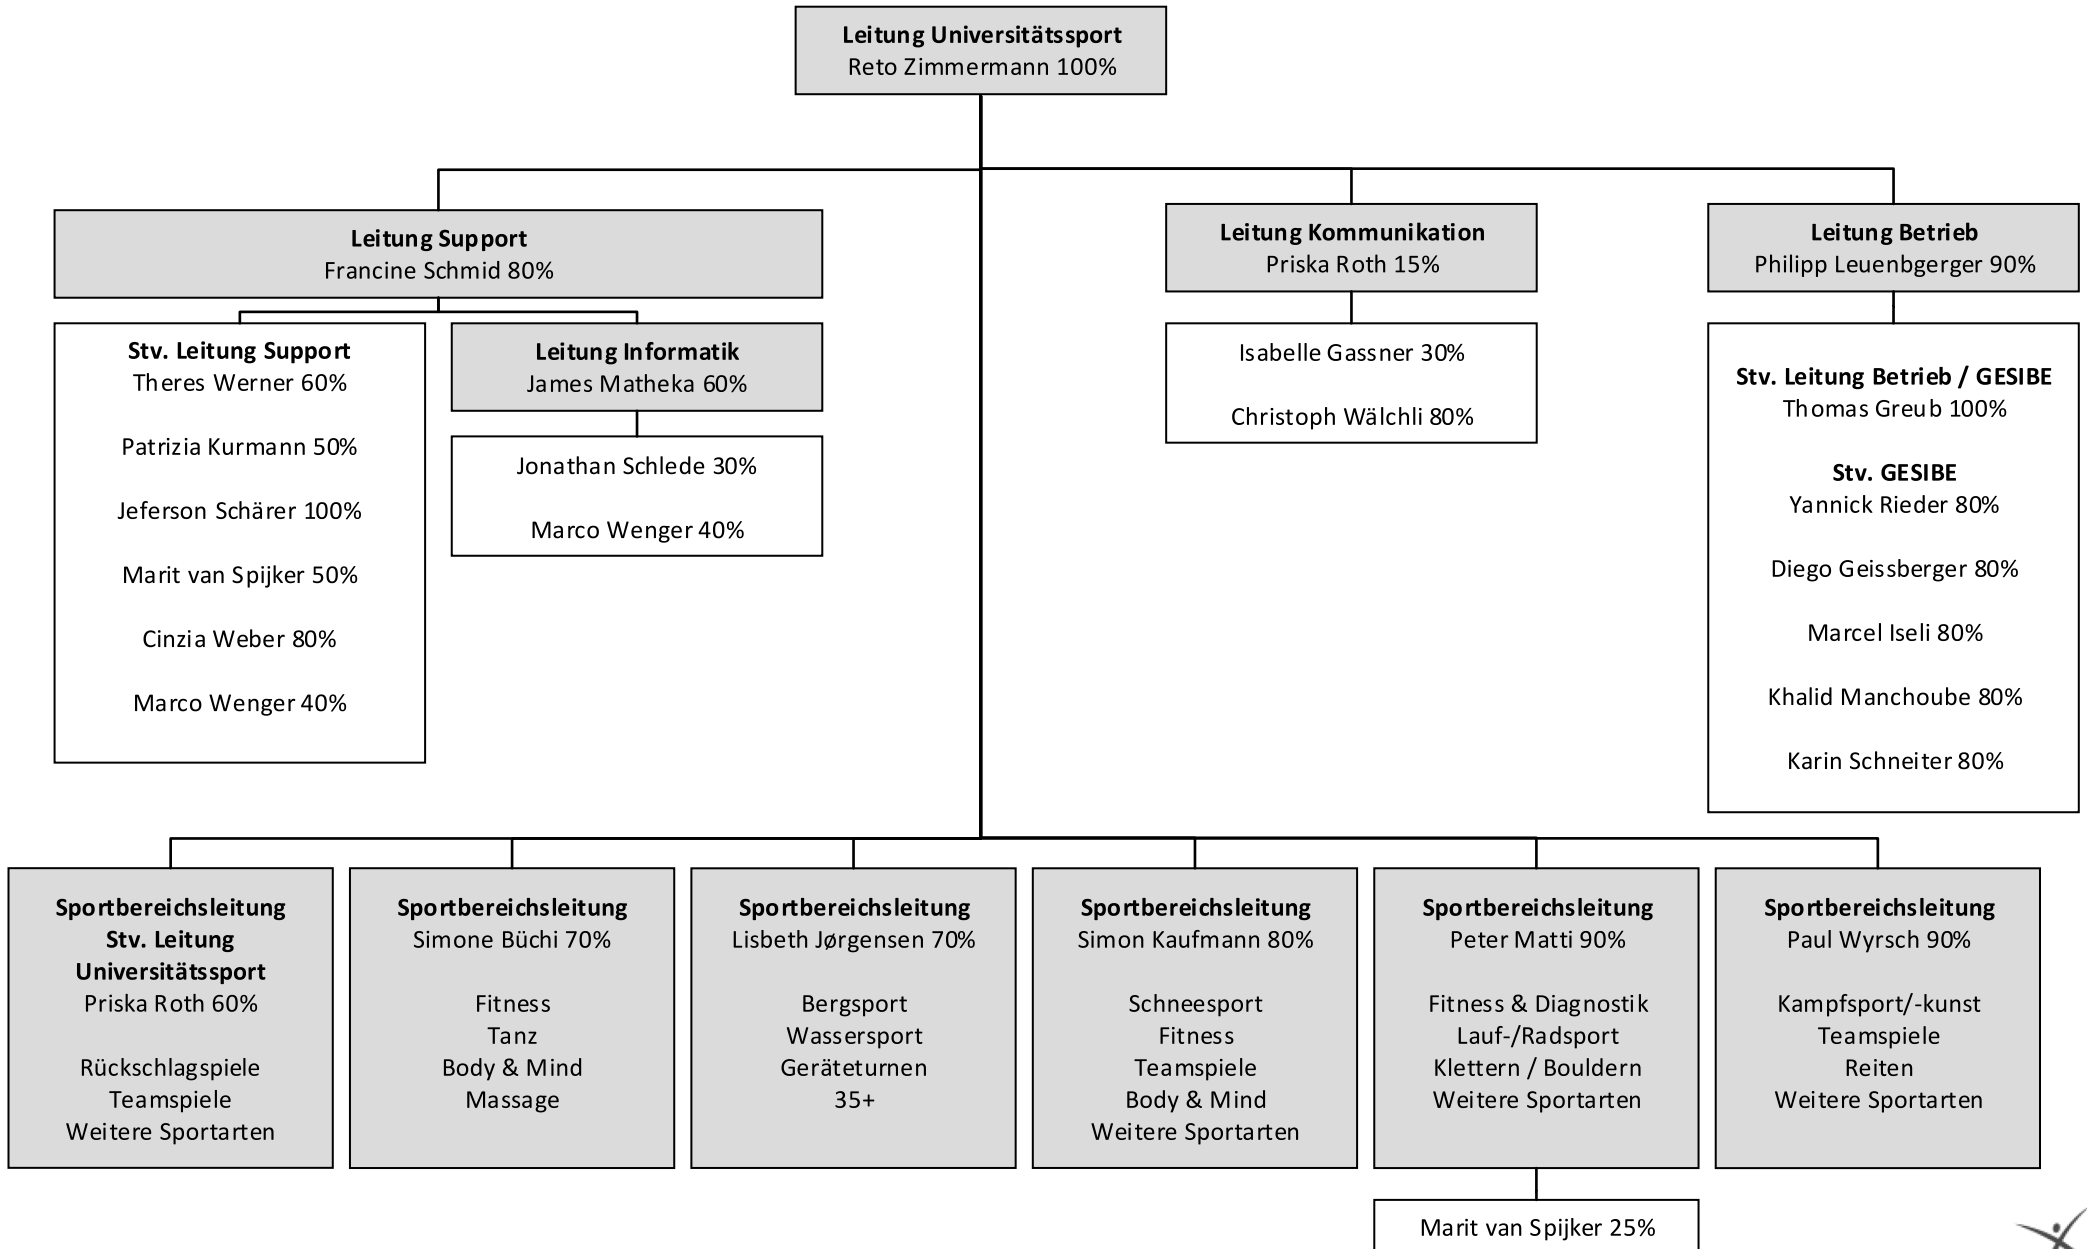 Leitung Universitätssport
Reto Zimmermann 100%
Leitung Support
Francine Schmid 80%
Stv. Leitung Support
Theres Werner 60%
Patrizia Kurmann 50%
Jeferson Schärer 100%
Marit van Spijker 50%
Cinzia Weber 80%
Marco Wenger 40%
Leitung Informatik
James Matheka 60%
Jonathan Schlede 30%
Marco Wenger 40%
Leitung Kommunikation
Priska Roth 15%
Isabelle Gassner 30%
Christoph Wälchli 80%
Leitung Betrieb
Philipp Leuenbgerger 90%
Stv. Leitung Betrieb / GESIBE
Thomas Greub 100%
Stv. GESIBE
Yannick Rieder 80%
Diego Geissberger 80%
Marcel Iseli 80%
Khalid Manchoube 80%
Karin Schneiter 80%
Sportbereichsleitung
Stv. Leitung
Universitätssport
Priska Roth 60%
Rückschlagspiele
Teamspiele
Weitere Sportarten
Sportbereichsleitung
Simone Büchi 70%
Fitness
Tanz
Body & Mind
Massage
Sportbereichsleitung
Lisbeth Jørgensen 70%
Bergsport
Wassersport
Geräteturnen
35+
Sportbereichsleitung
Simon Kaufmann 80%
Schneesport
Fitness
Teamspiele
Body & Mind
Weitere Sportarten
Sportbereichsleitung
Peter Matti 90%
Fitness & Diagnostik
Lauf-/Radsport
Klettern / Bouldern
Weitere Sportarten
Marit van Spijker 25%
Sportbereichsleitung
Paul Wyrsch 90%
Kampfsport/-kunst
Teamspiele
Reiten
Weitere Sportarten